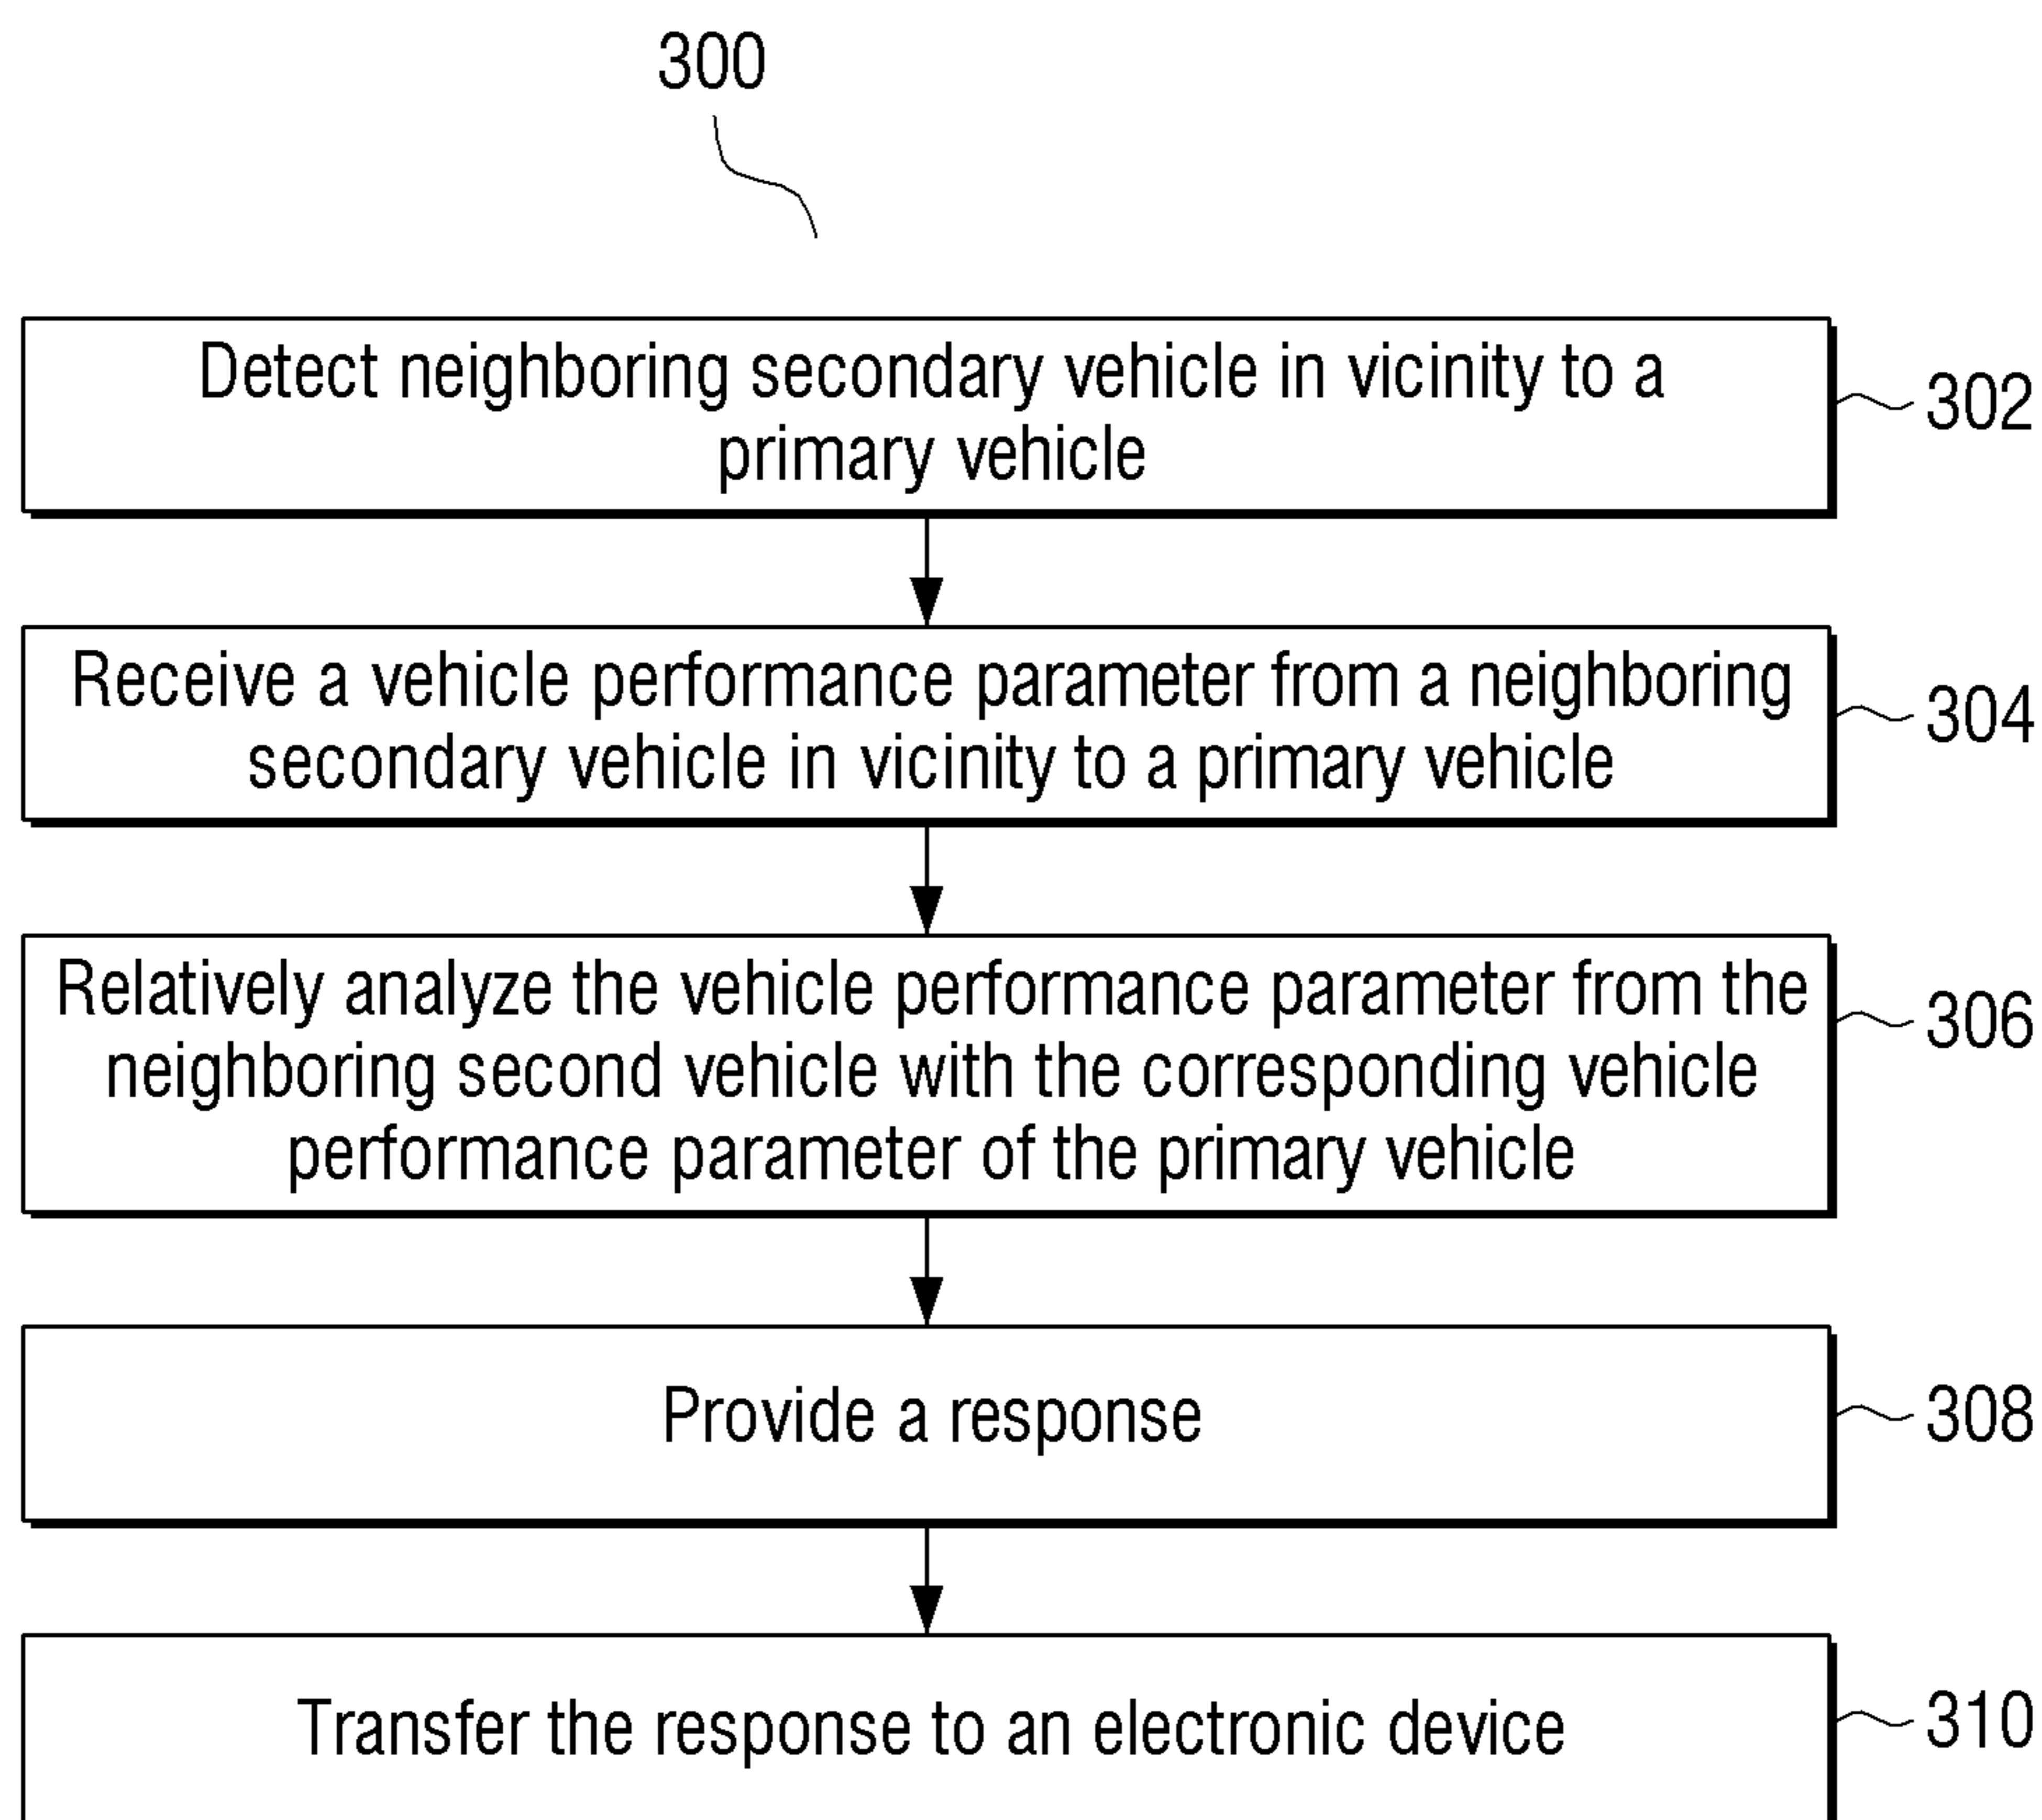 300
Detect neighboring secondary vehicle in vicinity to a
primary vehicle
302
Receive a vehicle performance parameter from a neighboring
secondary vehicle in vicinity to a primary vehicle
304
Relatively analyze the vehicle performance parameter from the
neighboring second vehicle with the corresponding vehicle
performance parameter of the primary vehicle
306
Provide a response
308
Transfer the response to an electronic device
310